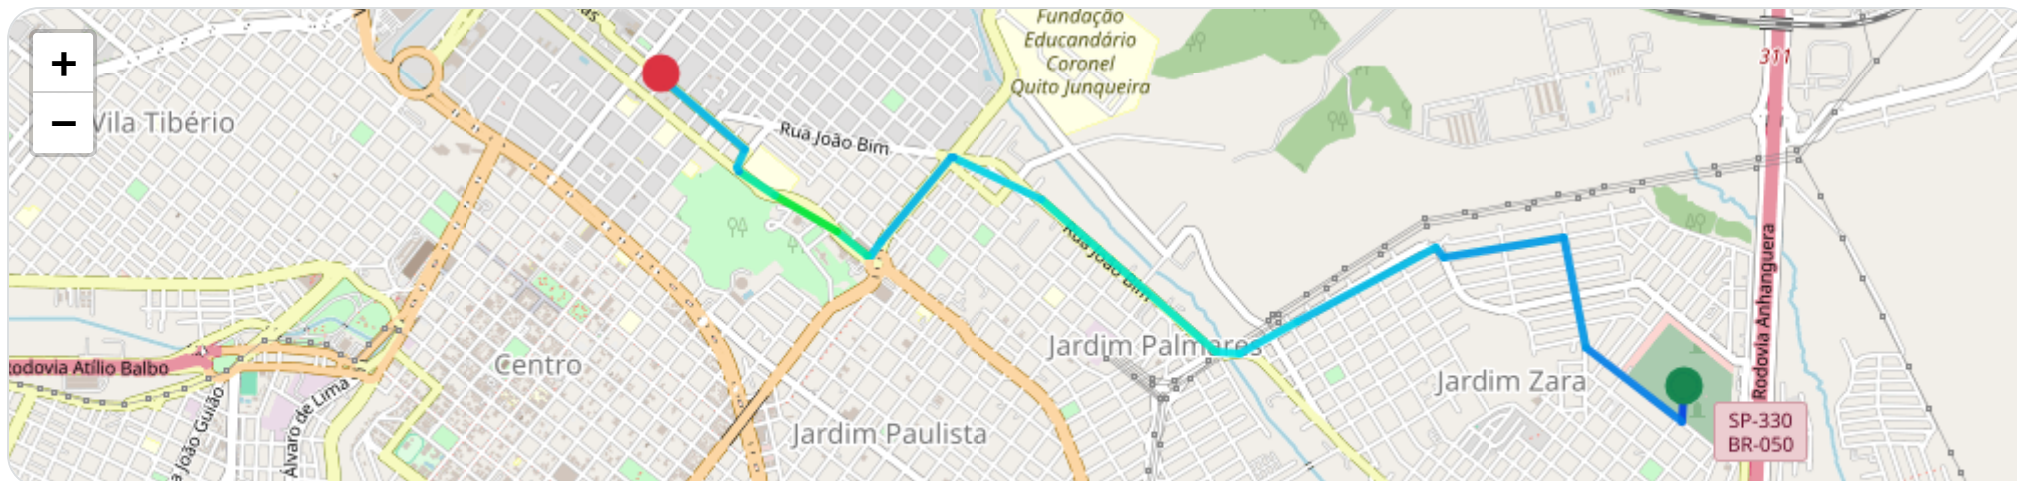 +
−
Fundação
Educandário
Coronel
Quito Junqueira
311
Vila Tibério
Rua João Bim
Rua João Bim
Rodovia Anhanguera
Jardim Palmares
Centro
Rodovia Atílio Balbo
Jardim Zara
Álvaro de Lima
João Guião
SP-330
BR-050
Jardim Paulista